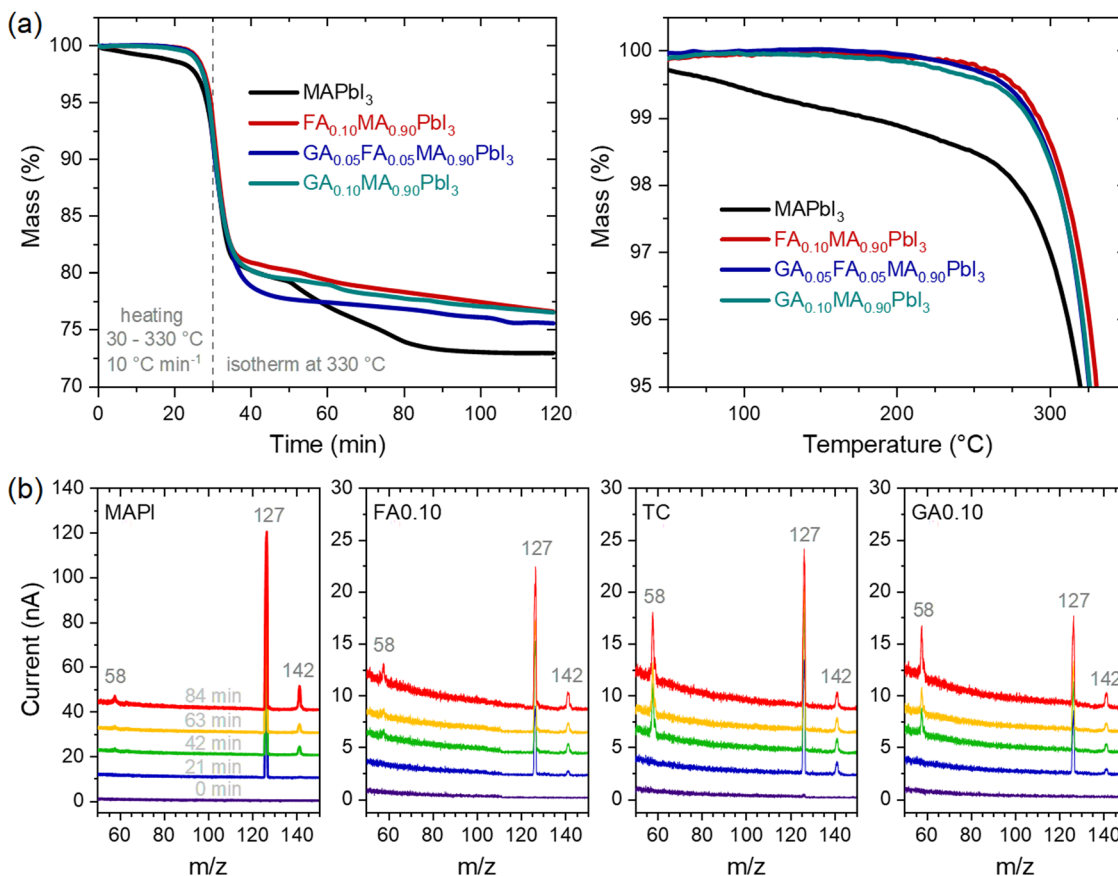 (a)
100
95
90
85
80
75
70
Mass (%)
MAPbI₃
FA₀.₁₀MA₀.₉₀PbI₃
GA₀.₀₅FA₀.₀₅MA₀.₉₀PbI₃
GA₀.₁₀MA₀.₉₀PbI₃
heating
30 - 330 °C
10 °C min⁻¹
isotherm at 330 °C
0 20 40 60 80 100 120
Time (min)
100
99
98
97
96
95
Mass (%)
MAPbI₃
FA₀.₁₀MA₀.₉₀PbI₃
GA₀.₀₅FA₀.₀₅MA₀.₉₀PbI₃
GA₀.₁₀MA₀.₉₀PbI₃
100 200 300
Temperature (°C)
(b)
140
120
100
80
60
40
20
0
Current (nA)
MAPI
127
58
142
84 min
63 min
42 min
21 min
0 min
60 80 100 120 140
m/z
30
25
20
15
10
5
0
FA0.10
127
58
142
60 80 100 120 140
m/z
30
25
20
15
10
5
0
TC
127
58
142
60 80 100 120 140
m/z
30
25
20
15
10
5
0
GA0.10
127
58
142
60 80 100 120 140
m/z